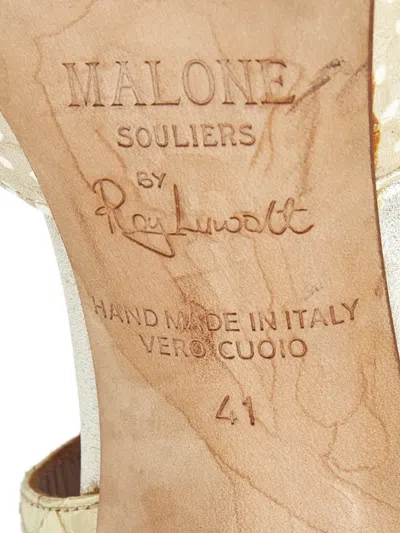 MALONE
SOULIERS
BY
Roy Luwolt
HAND MADE IN ITALY
VERO CUOIO
41